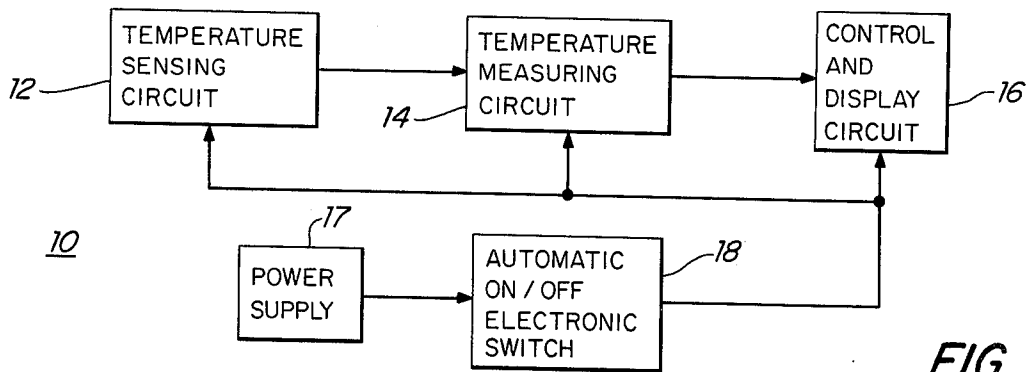 TEMPERATURE
SENSING
CIRCUIT
12
TEMPERATURE
MEASURING
CIRCUIT
14
CONTROL
AND
DISPLAY
CIRCUIT
16
10
17
POWER
SUPPLY
AUTOMATIC
ON / OFF
ELECTRONIC
SWITCH
18
FIG